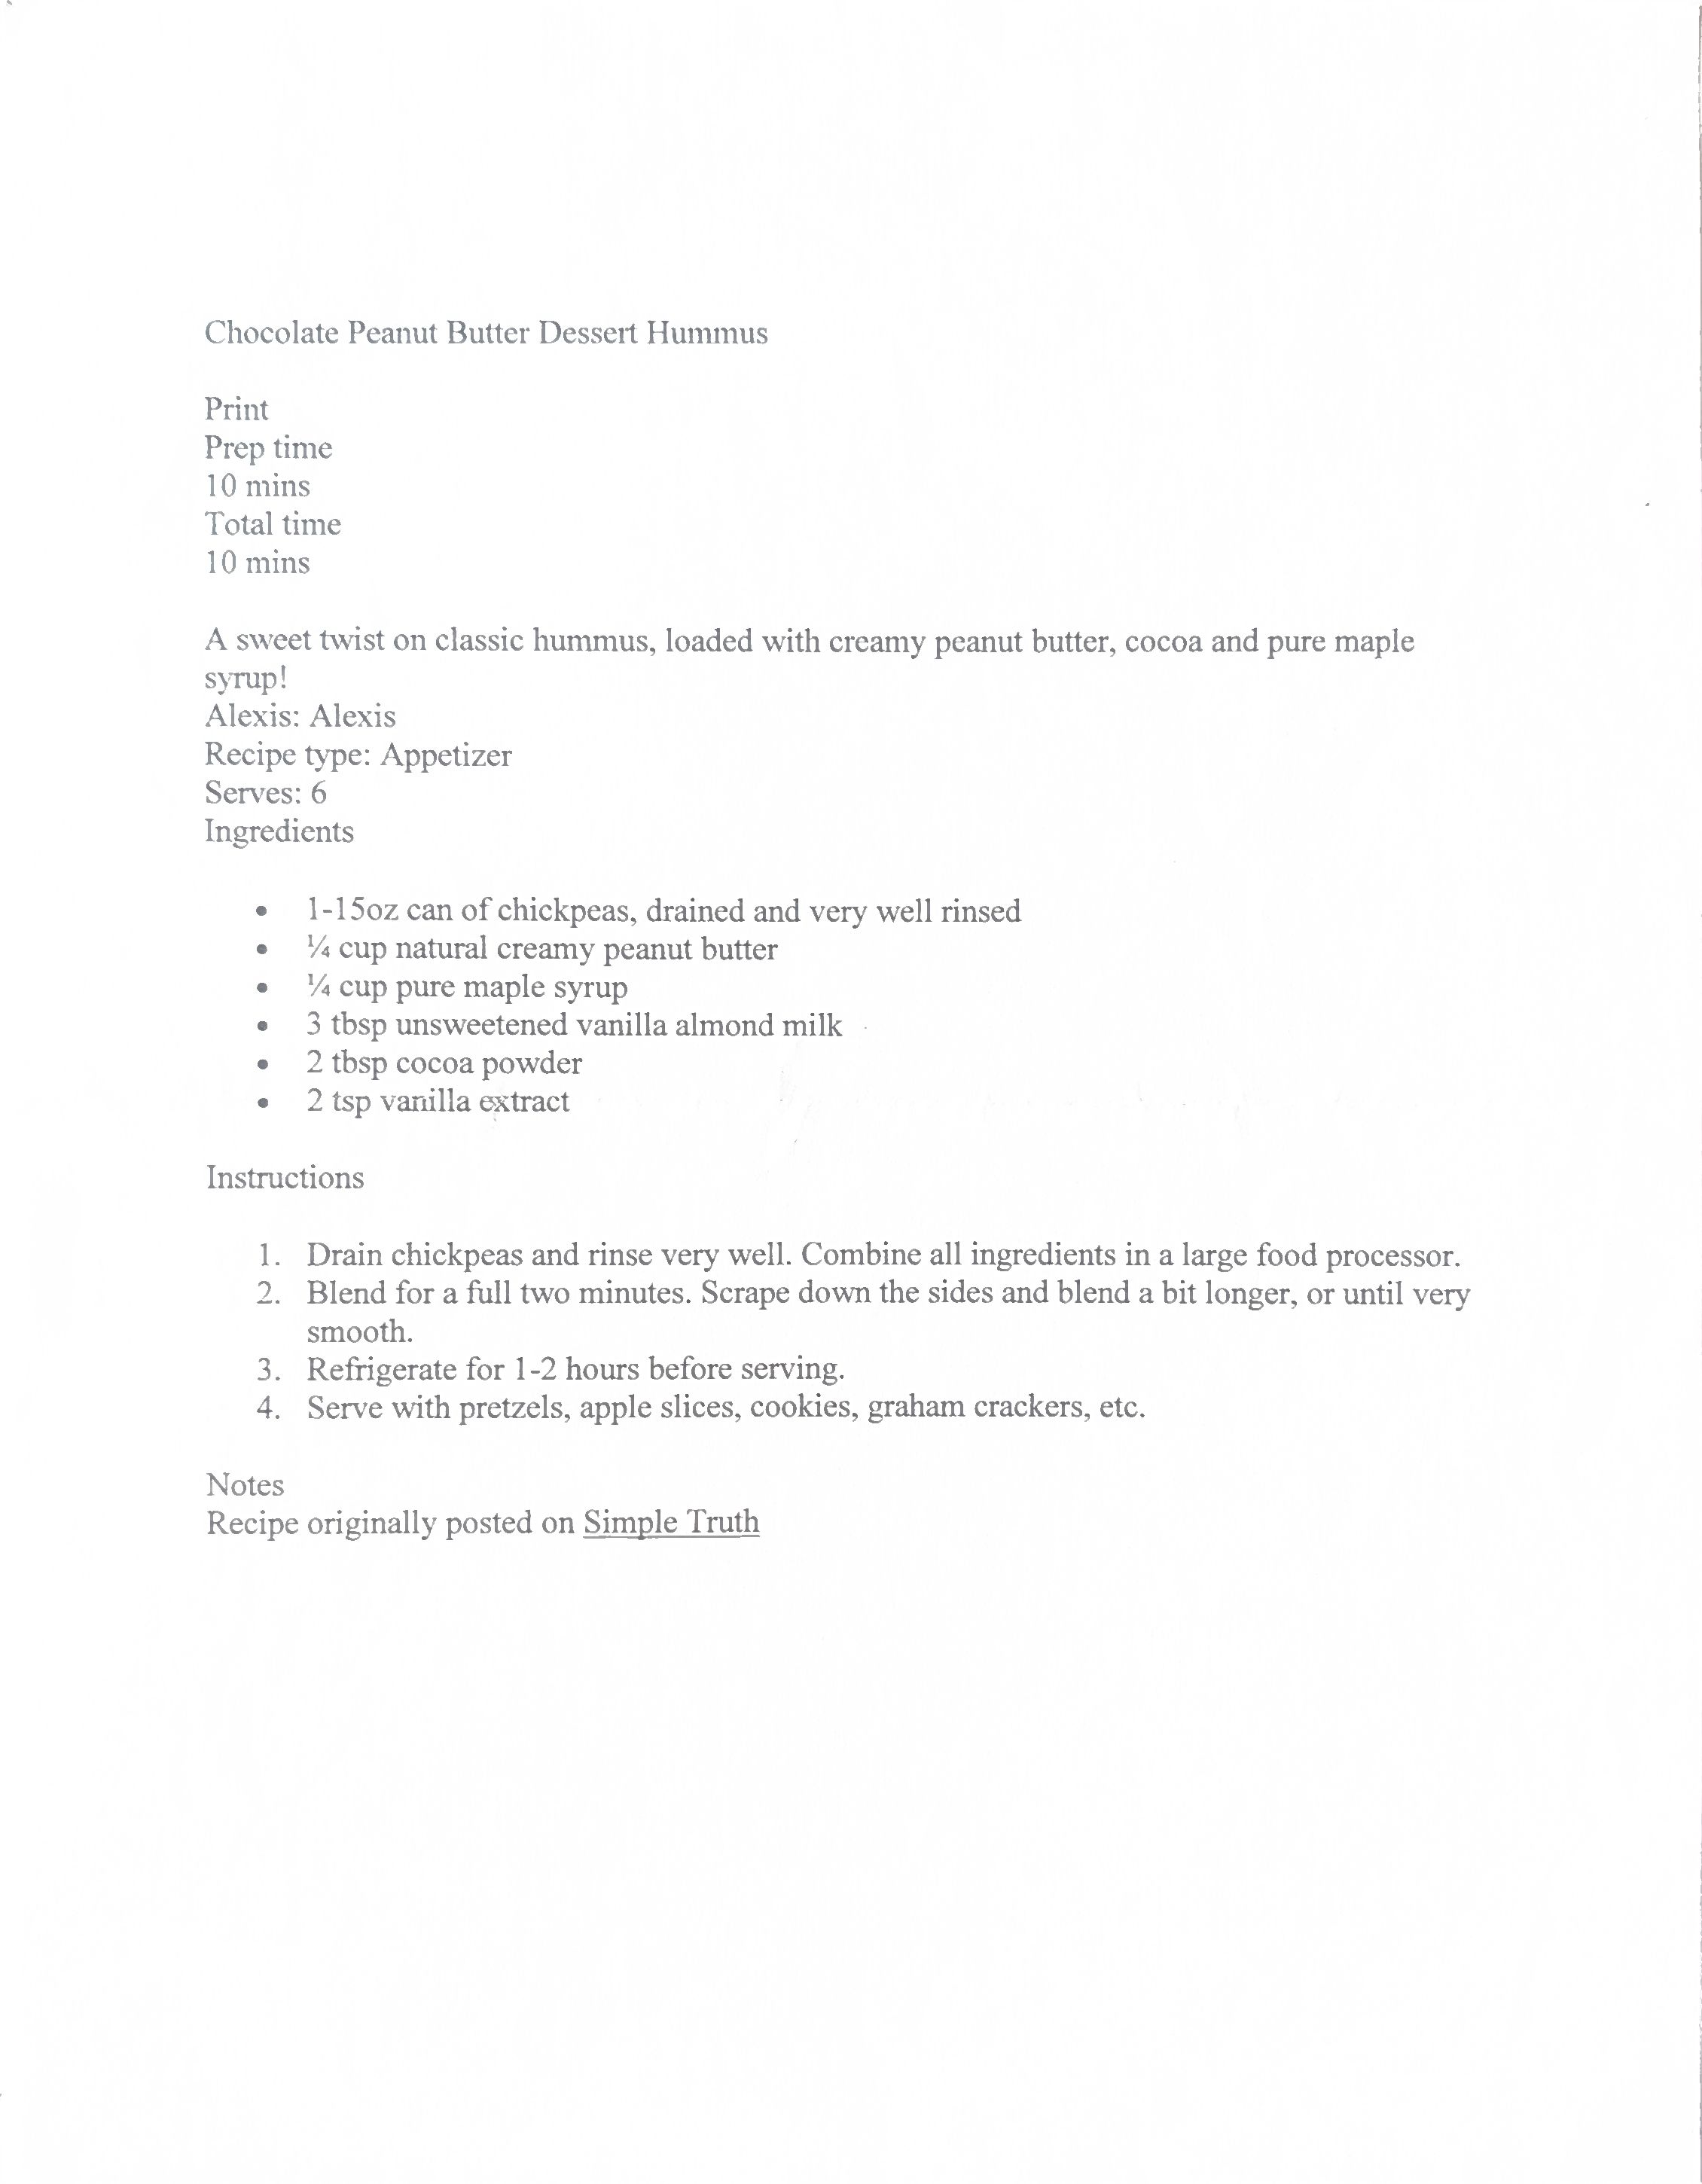 Chocolate Peanut Butter Dessert Hummus
Print
Prep time
10 mins
Total time
10 mins
A sweet twist on classic hummus, loaded with creamy peanut butter, cocoa and pure maple
syrup!
Alexis: Alexis
Recipe type: Appetizer
Serves: 6
Ingredients
• 1-15oz can of chickpeas, drained and very well rinsed
• ¼ cup natural creamy peanut butter
• ¼ cup pure maple syrup
• 3 tbsp unsweetened vanilla almond milk
• 2 tbsp cocoa powder
• 2 tsp vanilla extract
Instructions
1. Drain chickpeas and rinse very well. Combine all ingredients in a large food processor.
2. Blend for a full two minutes. Scrape down the sides and blend a bit longer, or until very
smooth.
3. Refrigerate for 1-2 hours before serving.
4. Serve with pretzels, apple slices, cookies, graham crackers, etc.
Notes
Recipe originally posted on Simple Truth